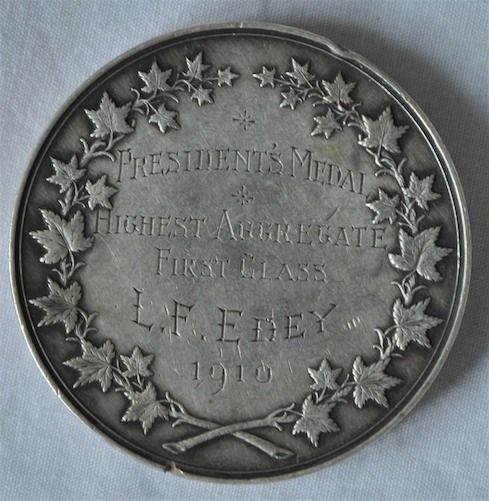 PRESIDENT'S MEDAL
HIGHEST AGGREGATE
FIRST CLASS
L.F. EDEY
1910